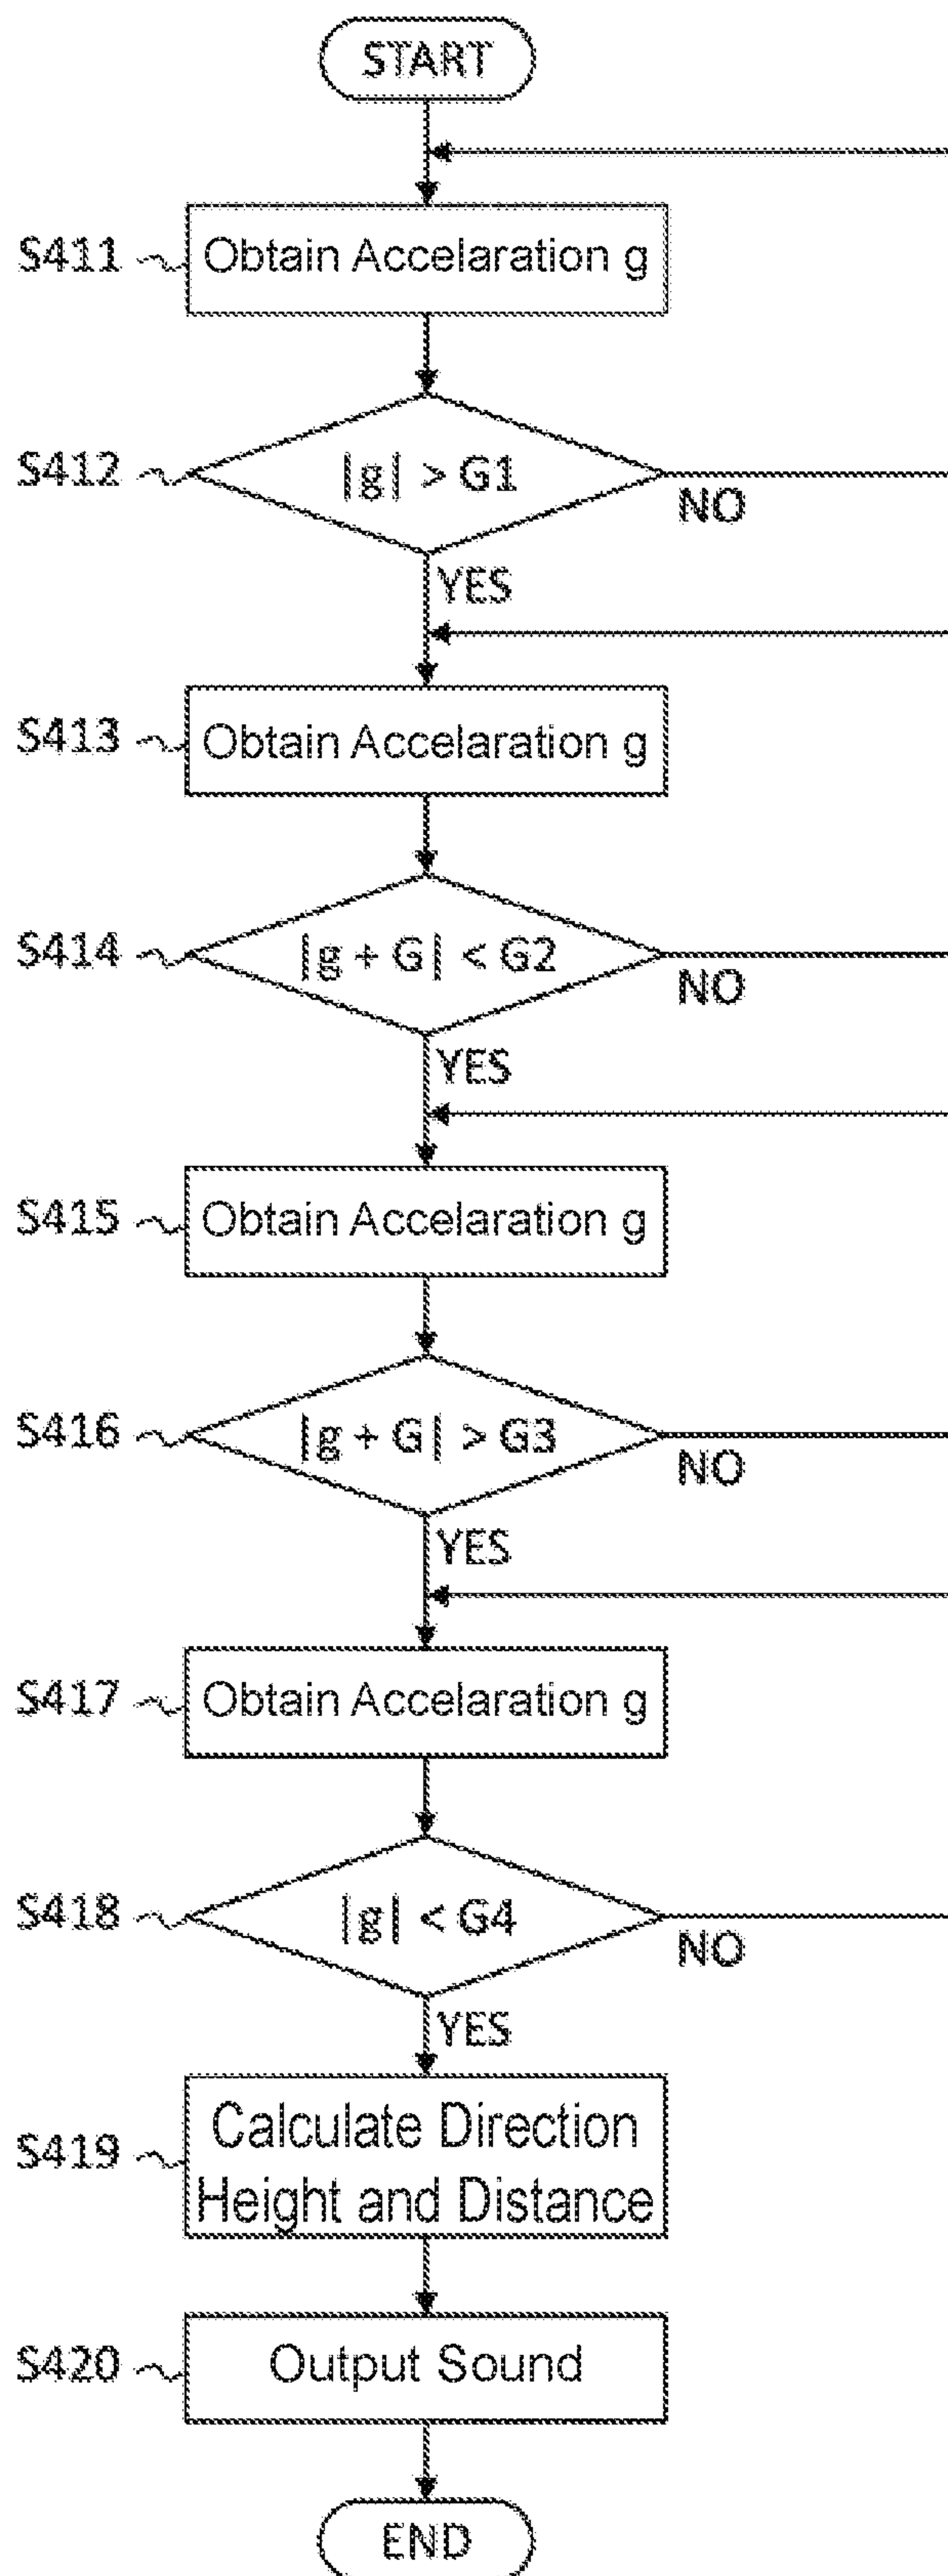 START
S411 Obtain Accelaration g
S412 |g| > G1
NO
YES
S413 Obtain Accelaration g
S414 |g + G| < G2
NO
YES
S415 Obtain Accelaration g
S416 |g + G| > G3
NO
YES
S417 Obtain Accelaration g
S418 |g| < G4
NO
YES
S419 Calculate Direction
Height and Distance
S420 Output Sound
END